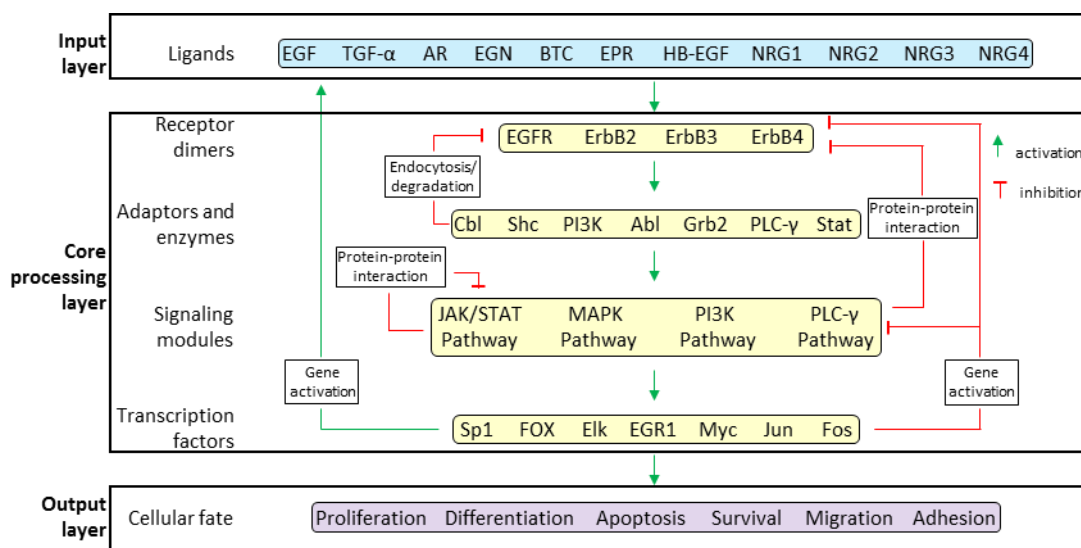 Input
layer
Ligands
EGF TGF-α AR EGN BTC EPR HB-EGF NRG1 NRG2 NRG3 NRG4
Core
processing
layer
Receptor
dimers
EGFR ErbB2 ErbB3 ErbB4
activation
inhibition
Endocytosis/
degradation
Adaptors and
enzymes
Cbl Shc PI3K Abl Grb2 PLC-γ Stat
Protein-protein
interaction
Protein-protein
interaction
Signaling
modules
JAK/STAT MAPK PI3K PLC-γ
Pathway Pathway Pathway Pathway
Gene
activation
Gene
activation
Transcription
factors
Sp1 FOX Elk EGR1 Myc Jun Fos
Output
layer
Cellular fate
Proliferation Differentiation Apoptosis Survival Migration Adhesion